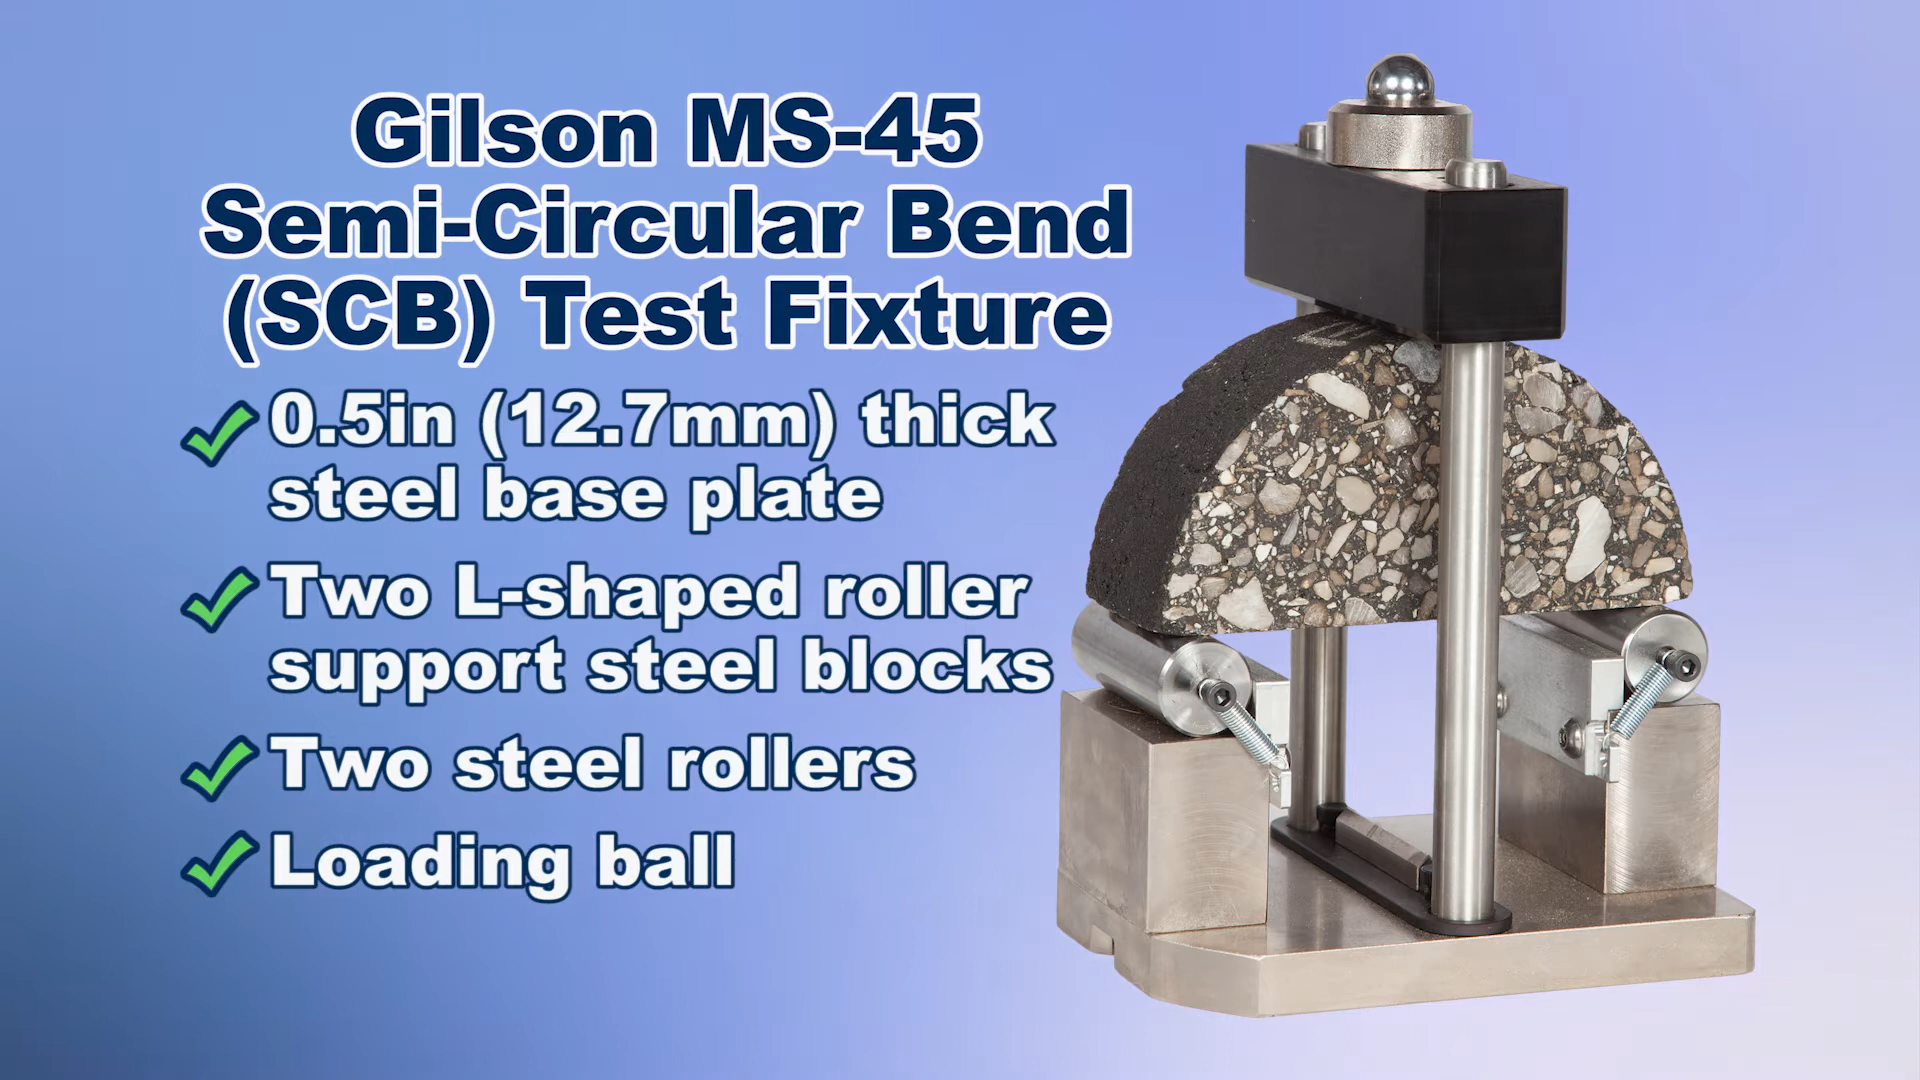 Gilson MS-45
Semi-Circular Bend
(SCB) Test Fixture
0.5in (12.7mm) thick
steel base plate
Two L-shaped roller
support steel blocks
Two steel rollers
Loading ball